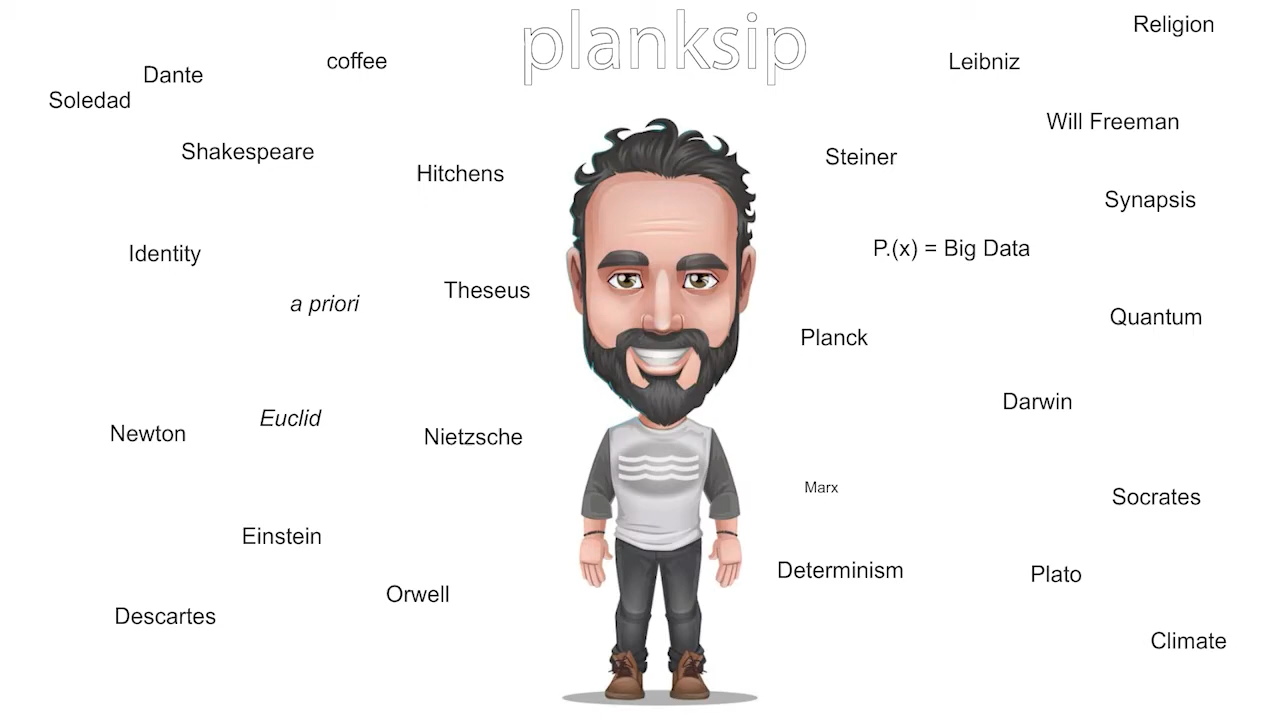 planksip
Religion
coffee
Leibniz
Dante
Soledad
Will Freeman
Shakespeare
Steiner
Hitchens
Synapsis
Identity
P.(x) = Big Data
a priori
Theseus
Quantum
Planck
Darwin
Euclid
Newton
Nietzsche
Marx
Socrates
Einstein
Determinism
Plato
Orwell
Descartes
Climate